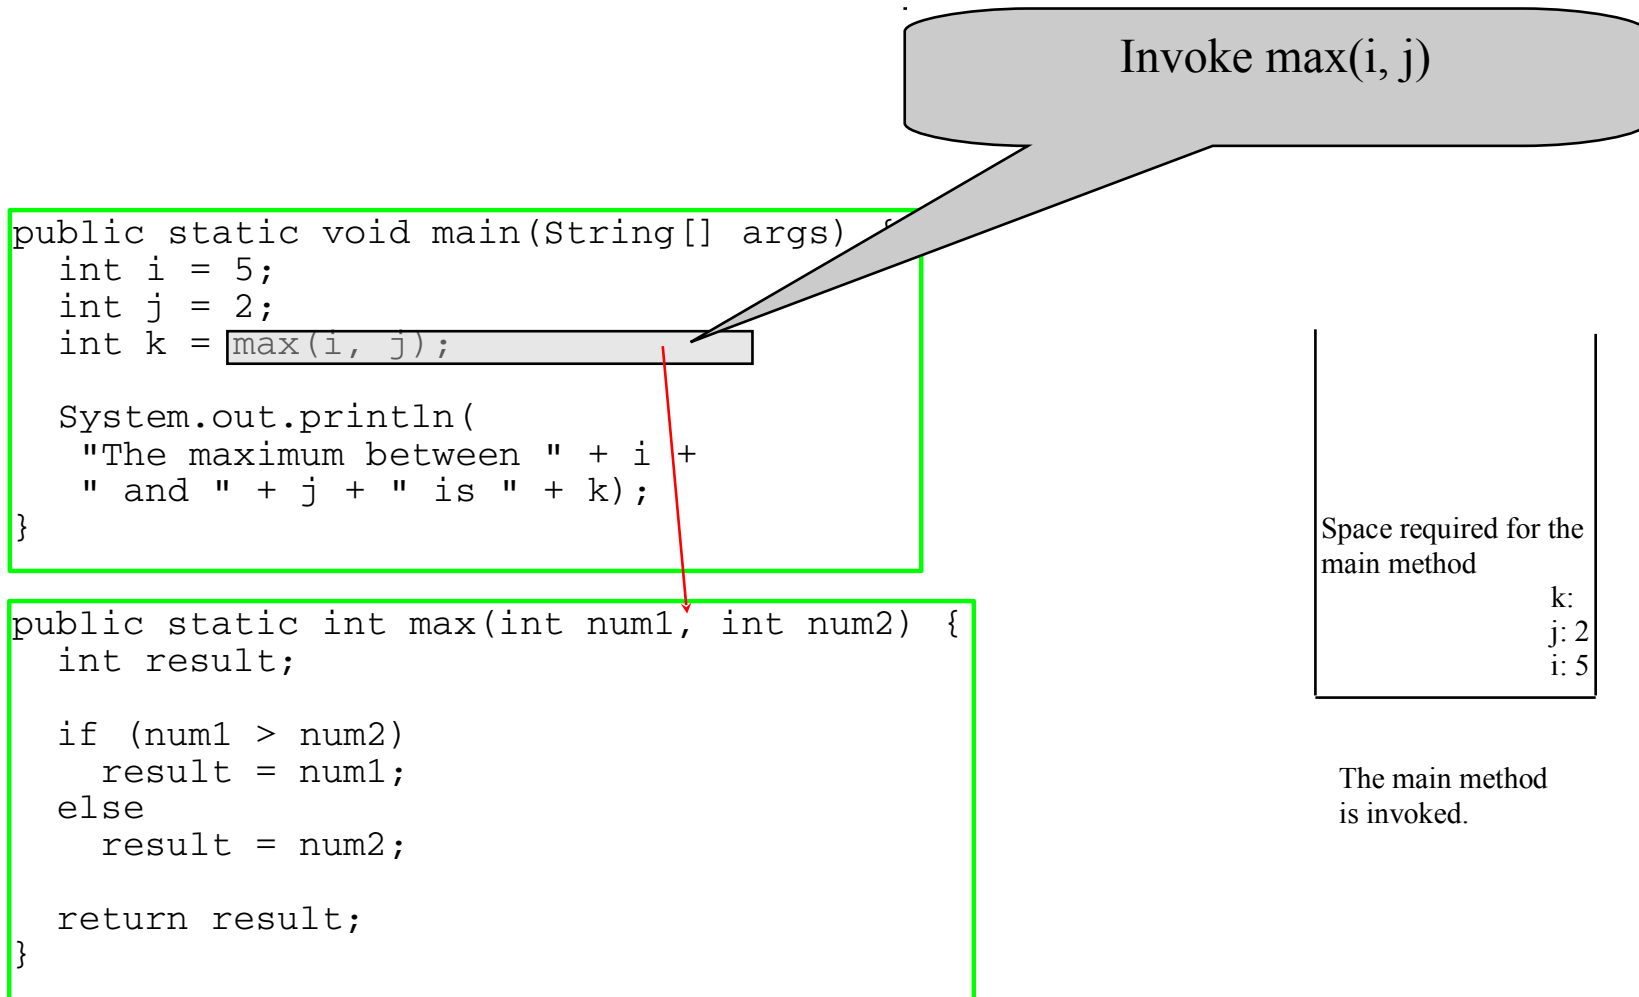 Invoke max(i, j)
public static void main(String[] args) {
int i = 5;
int j = 2;
int k = max(i, j);
System.out.println(
"The maximum between " + i +
" and " + j + " is " + k);
}
public static int max(int num1, int num2) {
int result;
if (num1 > num2)
result = num1;
else
result = num2;
return result;
}
Space required for the
main method
k:
j: 2
i: 5
The main method
is invoked.